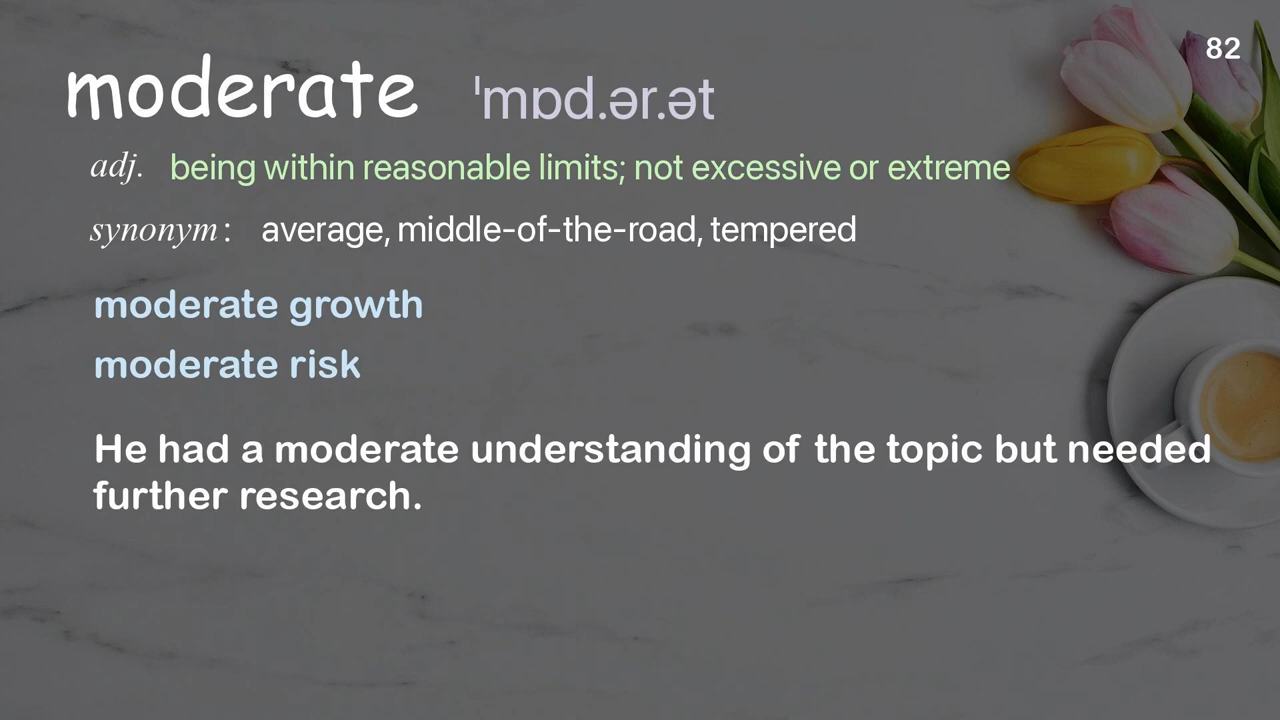 82
moderate ˈmɒd.ər.ət
adj. being within reasonable limits; not excessive or extreme
synonym: average, middle-of-the-road, tempered
moderate growth
moderate risk
He had a moderate understanding of the topic but needed
further research.